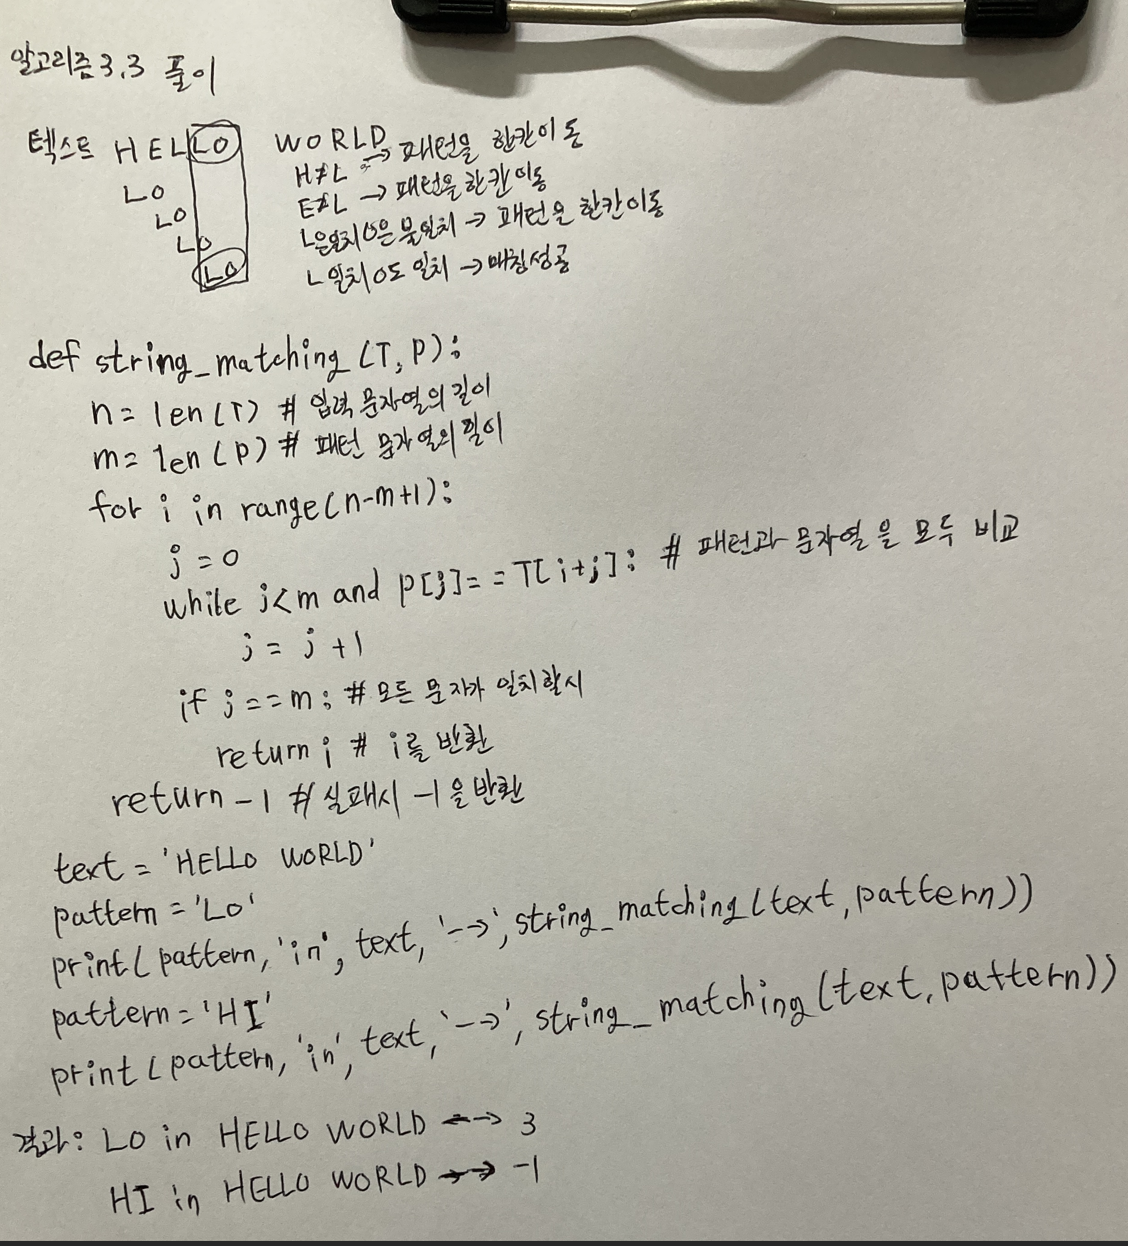 알고리즘 3.3 풀이
텍스트 HELLO WORLD
H≠L → 패턴을 한칸이동
LO
E≠L → 패턴을 한칸이동
LO
L은일치 O은 불일치 → 패턴을 한칸이동
LO
L 일치 O도 일치 → 매칭성공
LO
def string_matching(T, P):
n = len(T) # 입력 문자열의 길이
m = len(P) # 패턴 문자열의 길이
for i in range(n-m+1):
j = 0
while j<m and P[j]==T[i+j]: # 패턴과 문자열을 모두 비교
j = j +1
if j==m: # 모든 문자가 일치할시
return i # i를 반환
return -1 # 실패시 -1을 반환
text = 'HELLO WORLD'
pattern = 'LO'
print(pattern, 'in', text, '-->', string_matching(text, pattern))
pattern = 'HI'
print(pattern, 'in', text, '-->', string_matching(text, pattern))
결과: LO in HELLO WORLD --> 3
HI in HELLO WORLD --> -1